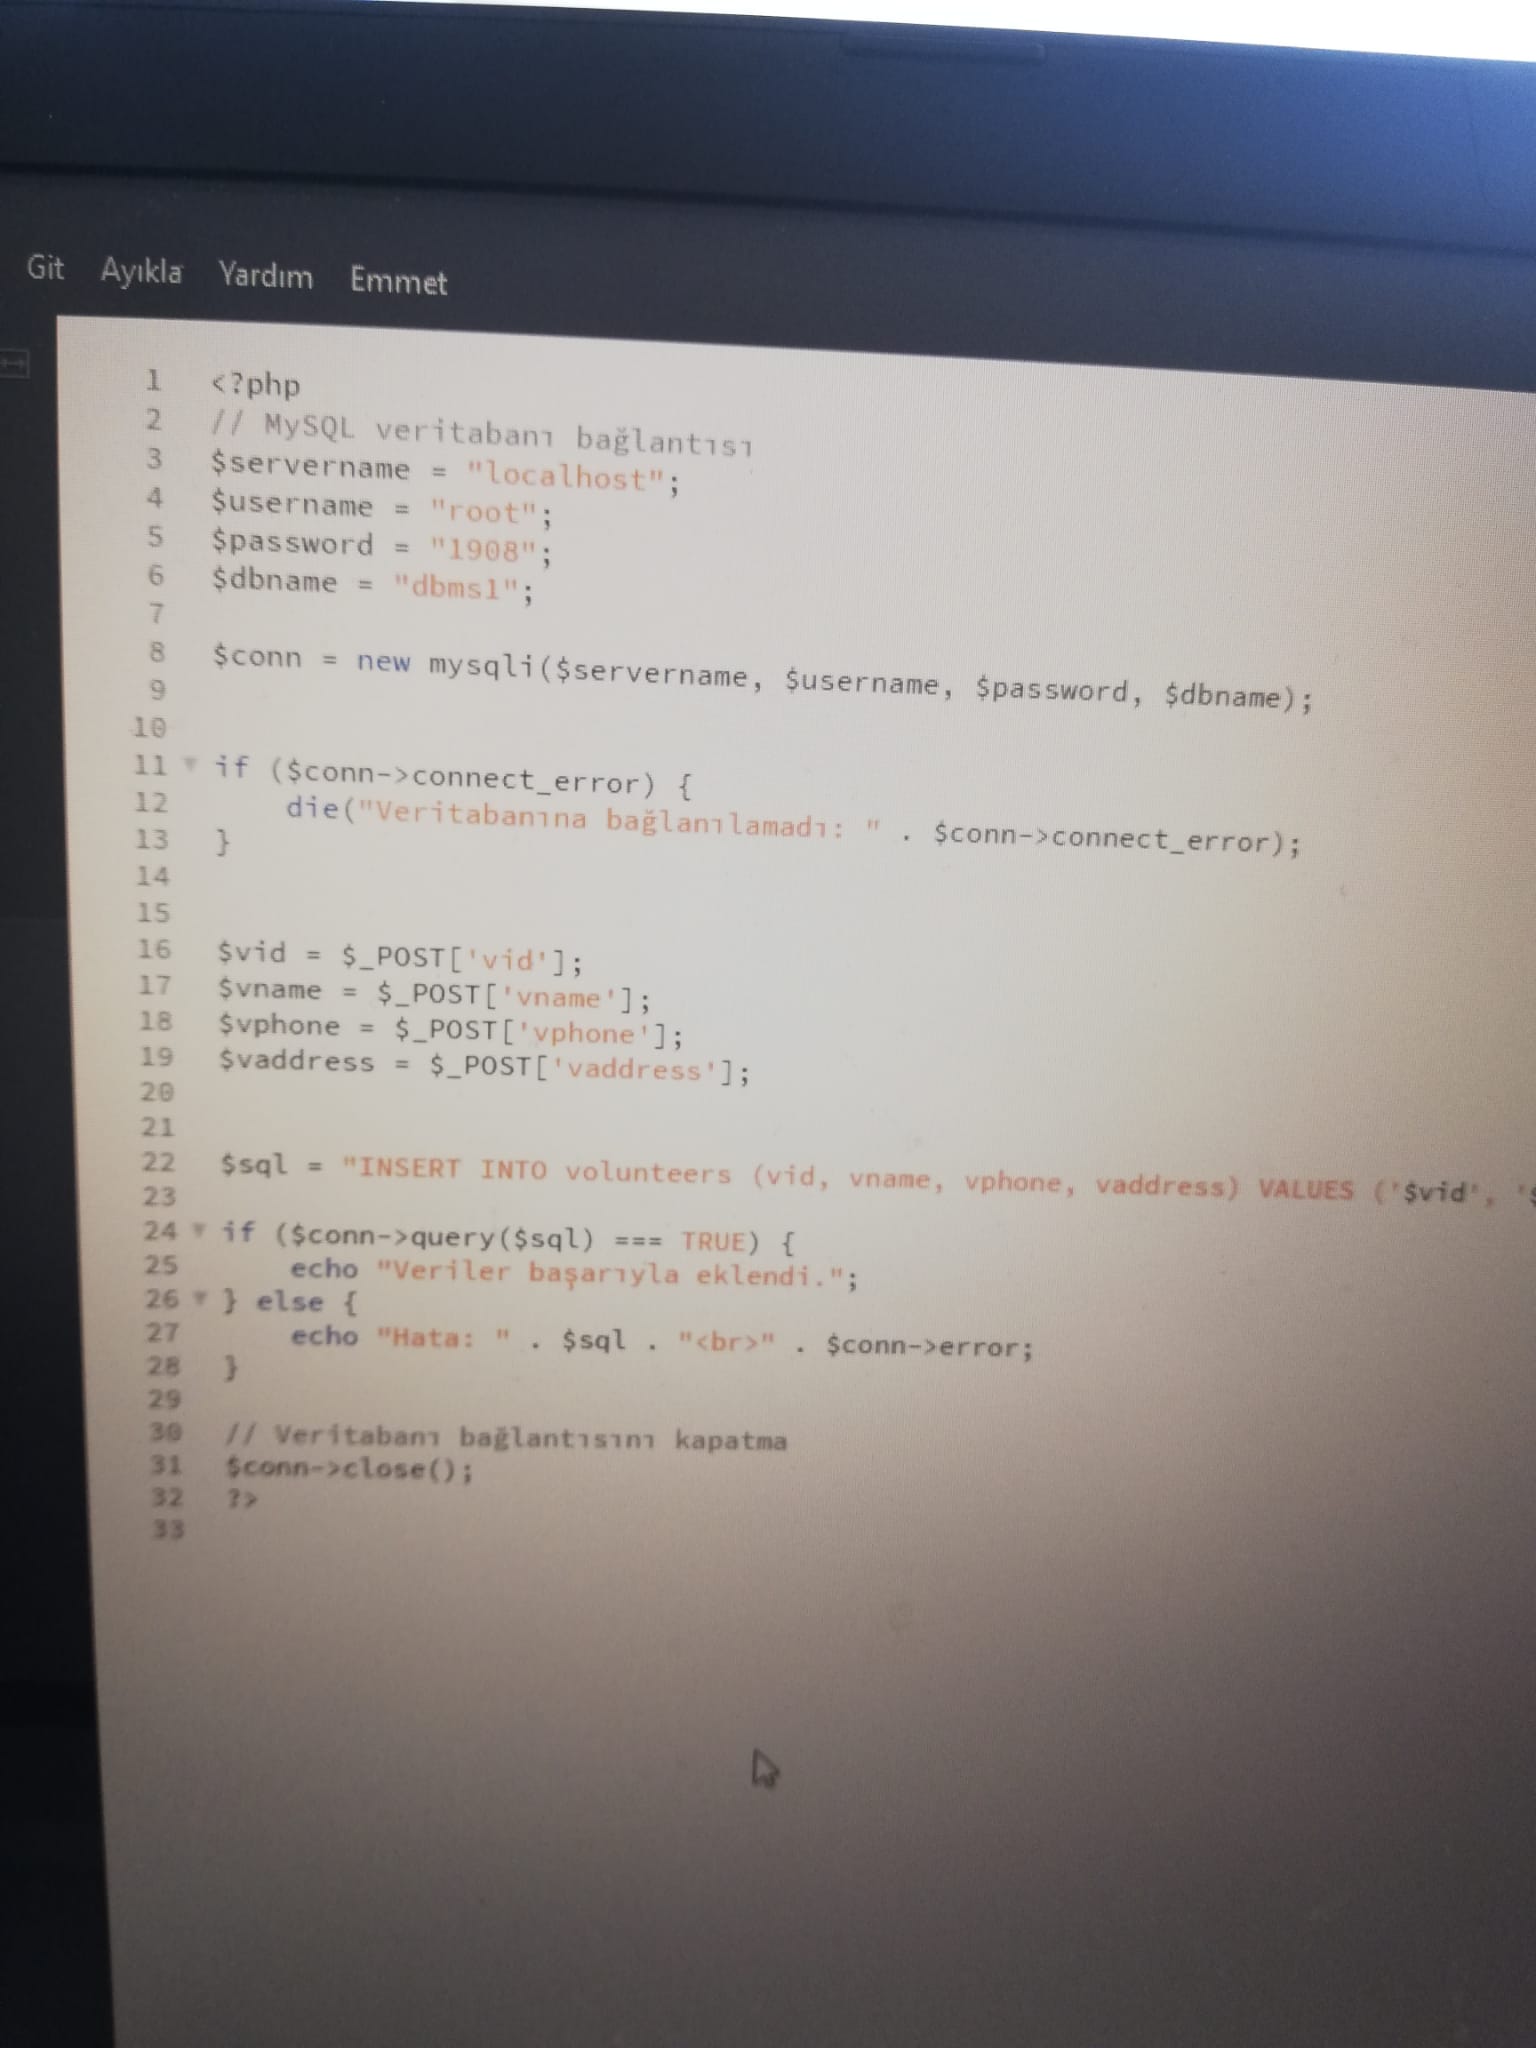 Git Ayıkla Yardım Emmet
1 <?php
2 // MySQL veritabanı bağlantısı
3 $servername = "localhost";
4 $username = "root";
5 $password = "1908";
6 $dbname = "dbms1";
7
8 $conn = new mysqli($servername, $username, $password, $dbname);
9
10
11 if ($conn->connect_error) {
12 die("Veritabanına bağlanılamadı: " . $conn->connect_error);
13 }
14
15
16 $vid = $_POST['vid'];
17 $vname = $_POST['vname'];
18 $vphone = $_POST['vphone'];
19 $vaddress = $_POST['vaddress'];
20
21
22 $sql = "INSERT INTO volunteers (vid, vname, vphone, vaddress) VALUES ('$vid', '$
23
24 if ($conn->query($sql) === TRUE) {
25 echo "Veriler başarıyla eklendi.";
26 } else {
27 echo "Hata: " . $sql . "<br>" . $conn->error;
28 }
29
30 // Veritabanı bağlantısını kapatma
31 $conn->close();
32 ?>
33